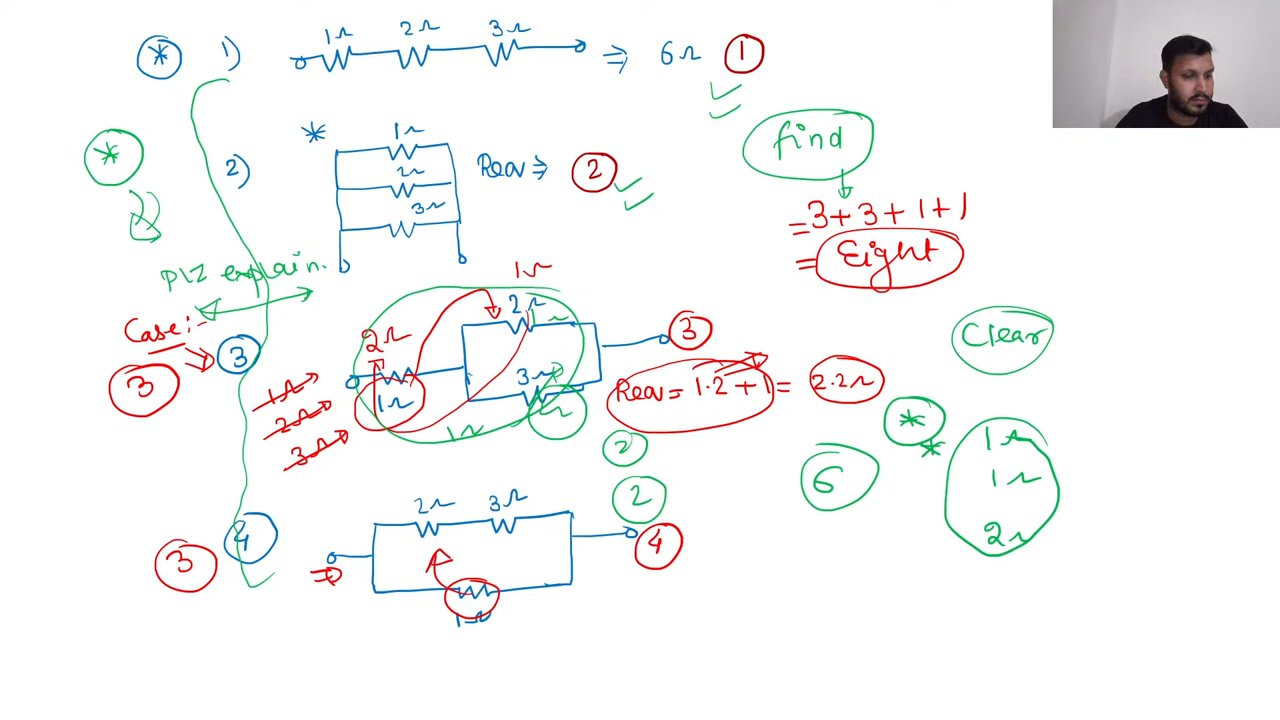 * 1) 1Ω 2Ω 3Ω ⇒ 6Ω 1
find
* 2) * 1Ω
2Ω Req ⇒ 2
3Ω
= 3+3+1+1
= Eight
PLZ explain.
1Ω
Case:-
3 3
2Ω
2Ω 1Ω 3
Clear
1Ω
2Ω
3Ω
1Ω 3Ω
1Ω
Req = 1.2 + 1 = 2.2Ω
2
* *
1Ω
1Ω
2Ω
6
2
3 4 2Ω 3Ω 4
1Ω